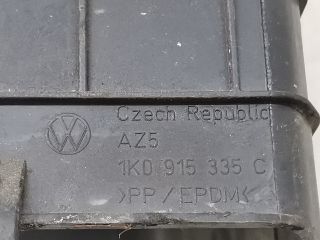 Czech Republic
AZ5
1K0 915 335 C
>PP/EPDM<